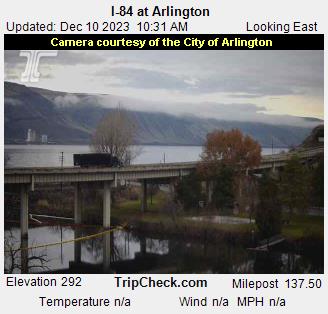 I-84 at Arlington
Updated: Dec 10 2023 10:31 AM Looking East
Camera courtesy of the City of Arlington
Elevation 292 TripCheck.com Milepost 137.50
Temperature n/a Wind n/a MPH n/a